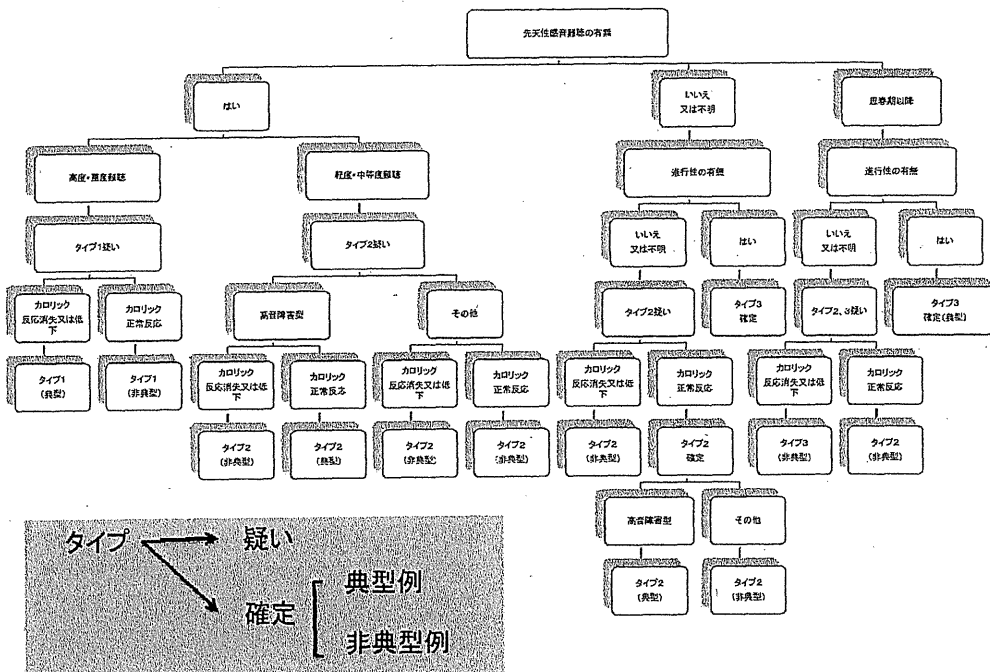 先天性感音難聴の有無
はい
いいえ
又は不明
思春期以降
高度・重度難聴
軽度・中等度難聴
進行性の有無
進行性の有無
タイプ1疑い
タイプ2疑い
いいえ
又は不明
はい
いいえ
又は不明
はい
カロリック
反応消失又は低
下
カロリック
正常反応
高音障害型
その他
タイプ2疑い
タイプ3
確定
タイプ2、3疑い
タイプ3
確定(典型)
タイプ1
(典型)
タイプ1
(非典型)
カロリック
反応消失又は低
下
カロリック
正常反応
カロリック
反応消失又は低
下
カロリック
正常反応
カロリック
反応消失又は低
下
カロリック
正常反応
カロリック
反応消失又は低
下
カロリック
正常反応
タイプ2
(非典型)
タイプ2
(典型)
タイプ2
(非典型)
タイプ2
(非典型)
タイプ2
(非典型)
タイプ2
確定
タイプ3
(非典型)
タイプ2
(非典型)
高音障害型
その他
タイプ2
(典型)
タイプ2
(非典型)
タイプ
疑い
確定
典型例
非典型例